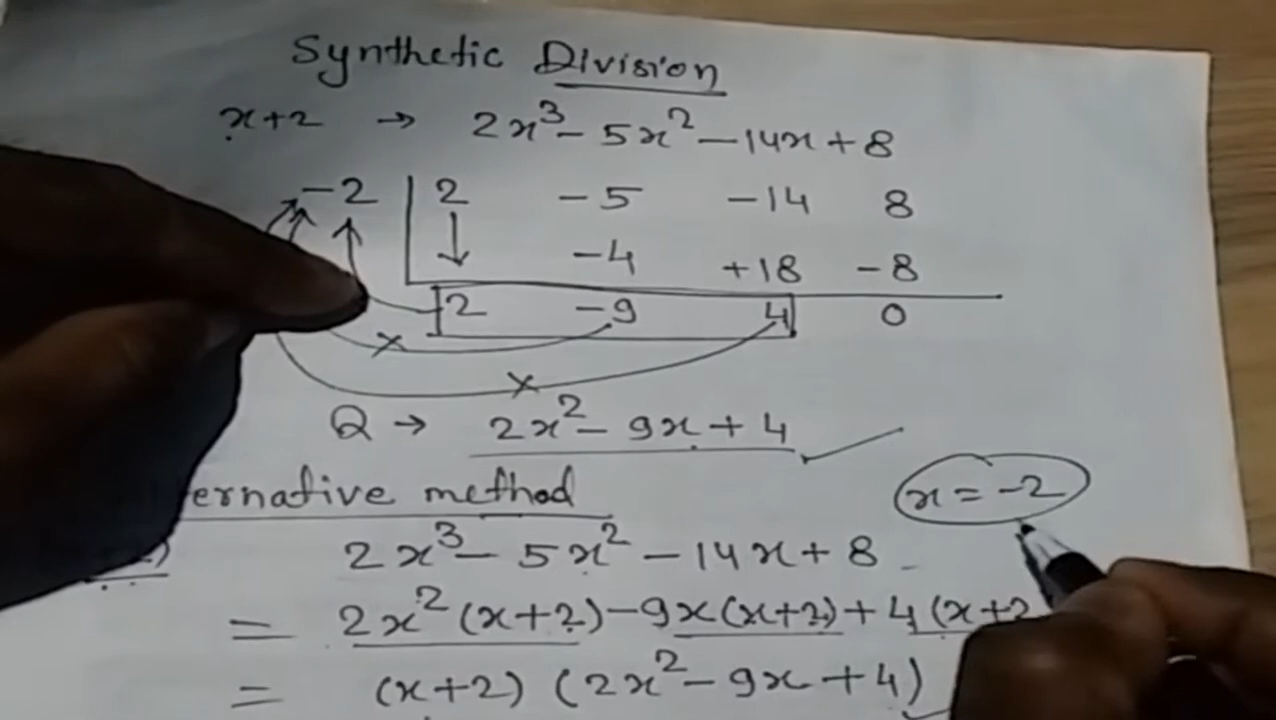 Synthetic Division
x+2 → 2x³ - 5x² - 14x + 8
-2 | 2 -5 -14 8
↓ -4 +18 -8
2 -9 4 0
Q → 2x² - 9x + 4 ✓
ernative method
x = -2
2x³ - 5x² - 14x + 8
= 2x²(x+2) - 9x(x+2) + 4(x+2
= (x+2) (2x² - 9x + 4)